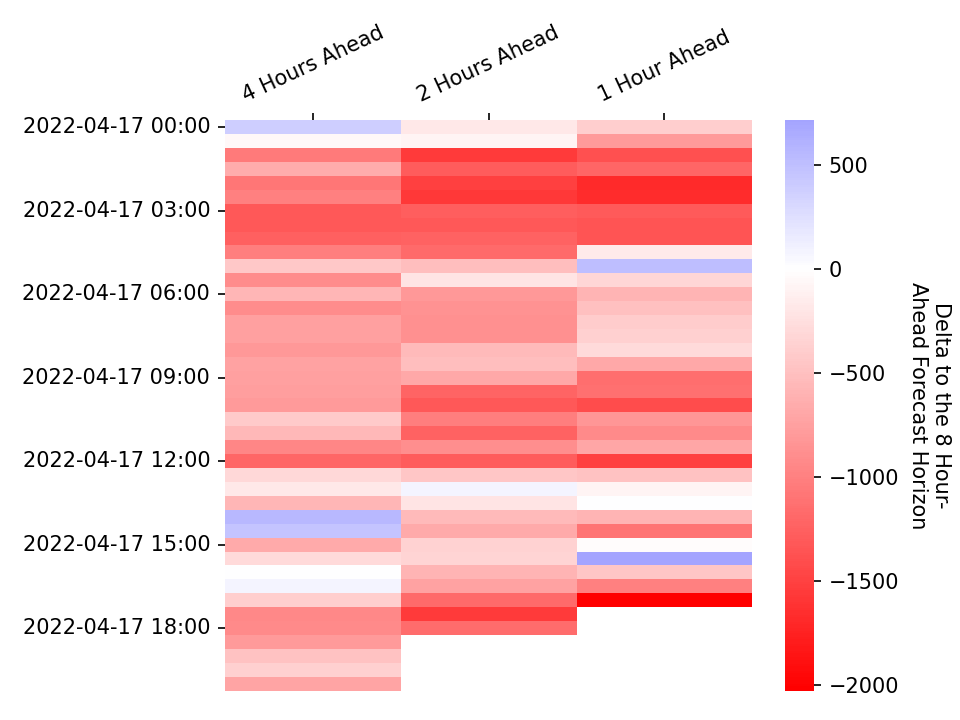 4 Hours Ahead
2 Hours Ahead
1 Hour Ahead
2022-04-17 00:00
2022-04-17 03:00
2022-04-17 06:00
2022-04-17 09:00
2022-04-17 12:00
2022-04-17 15:00
2022-04-17 18:00
500
0
−500
−1000
−1500
−2000
Delta to the 8 Hour-
Ahead Forecast Horizon